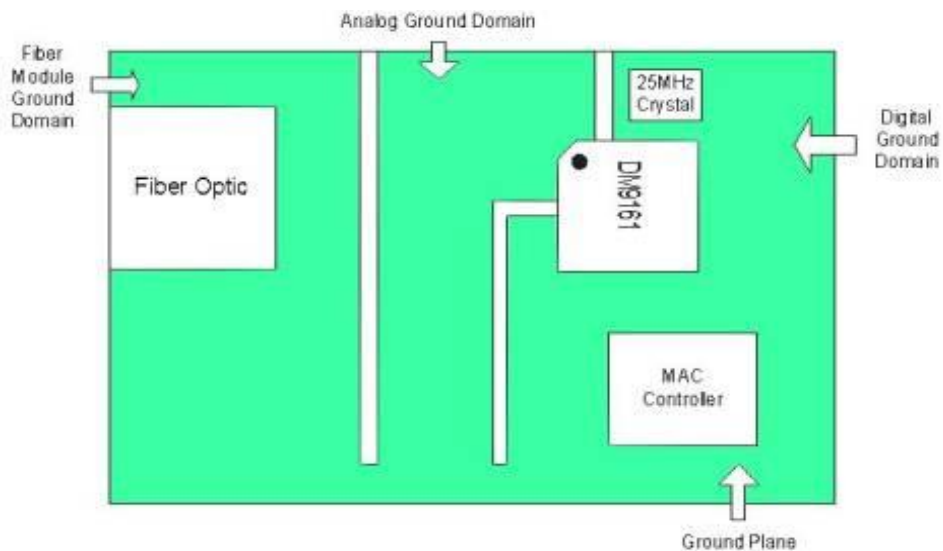 Analog Ground Domain
Fiber
Module
Ground
Domain
25MHz
Crystal
Digital
Ground
Domain
Fiber Optic
DM9161
MAC
Controller
Ground Plane